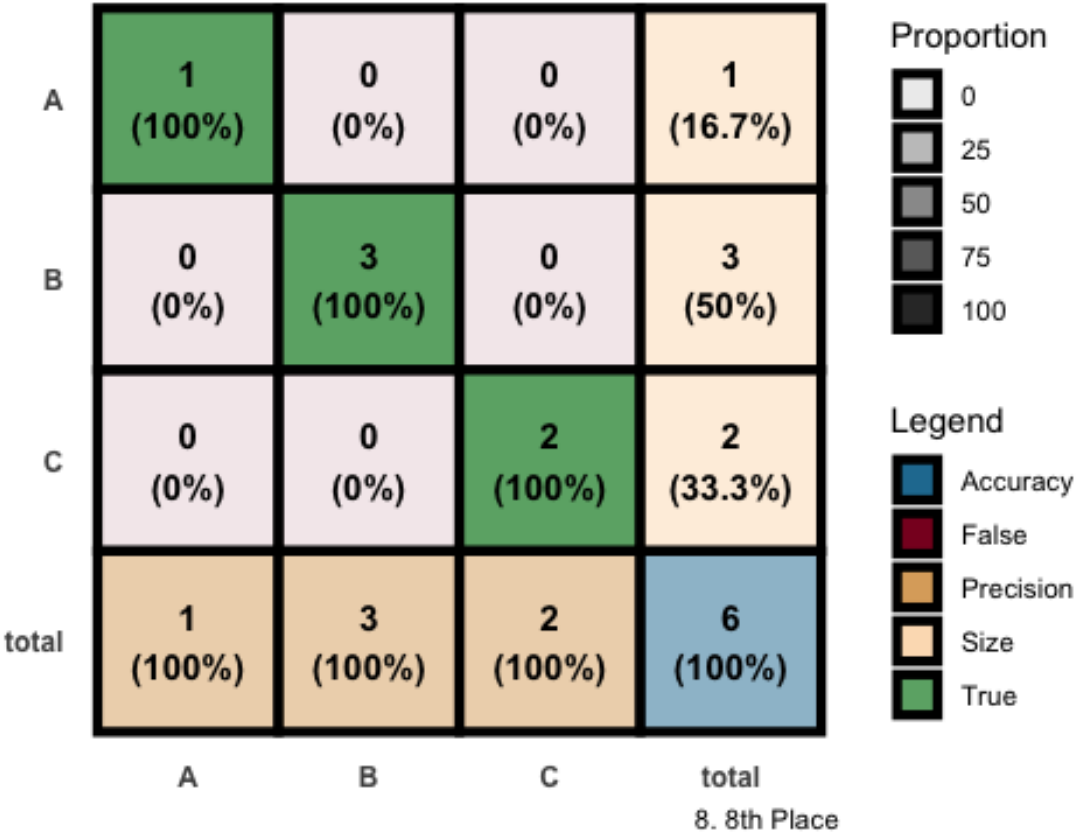 A
1
(100%)
0
(0%)
0
(0%)
1
(16.7%)
B
0
(0%)
3
(100%)
0
(0%)
3
(50%)
C
0
(0%)
0
(0%)
2
(100%)
2
(33.3%)
total
1
(100%)
3
(100%)
2
(100%)
6
(100%)
A
B
C
total
8. 8th Place
Proportion
0
25
50
75
100
Legend
Accuracy
False
Precision
Size
True